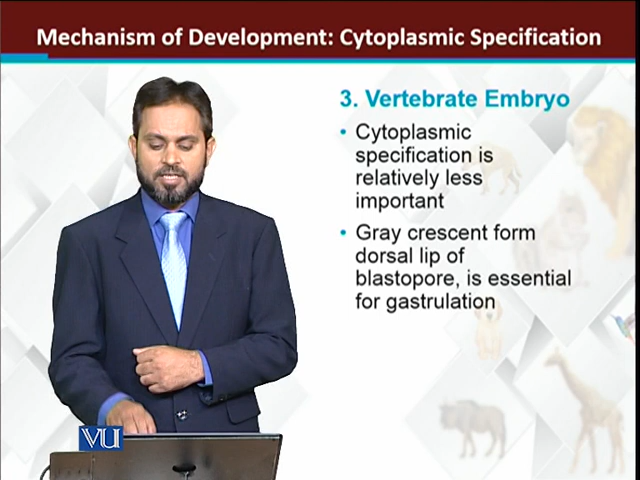 Mechanism of Development: Cytoplasmic Specification
3. Vertebrate Embryo
• Cytoplasmic
specification is
relatively less
important
• Gray crescent form
dorsal lip of
blastopore, is essential
for gastrulation
VU